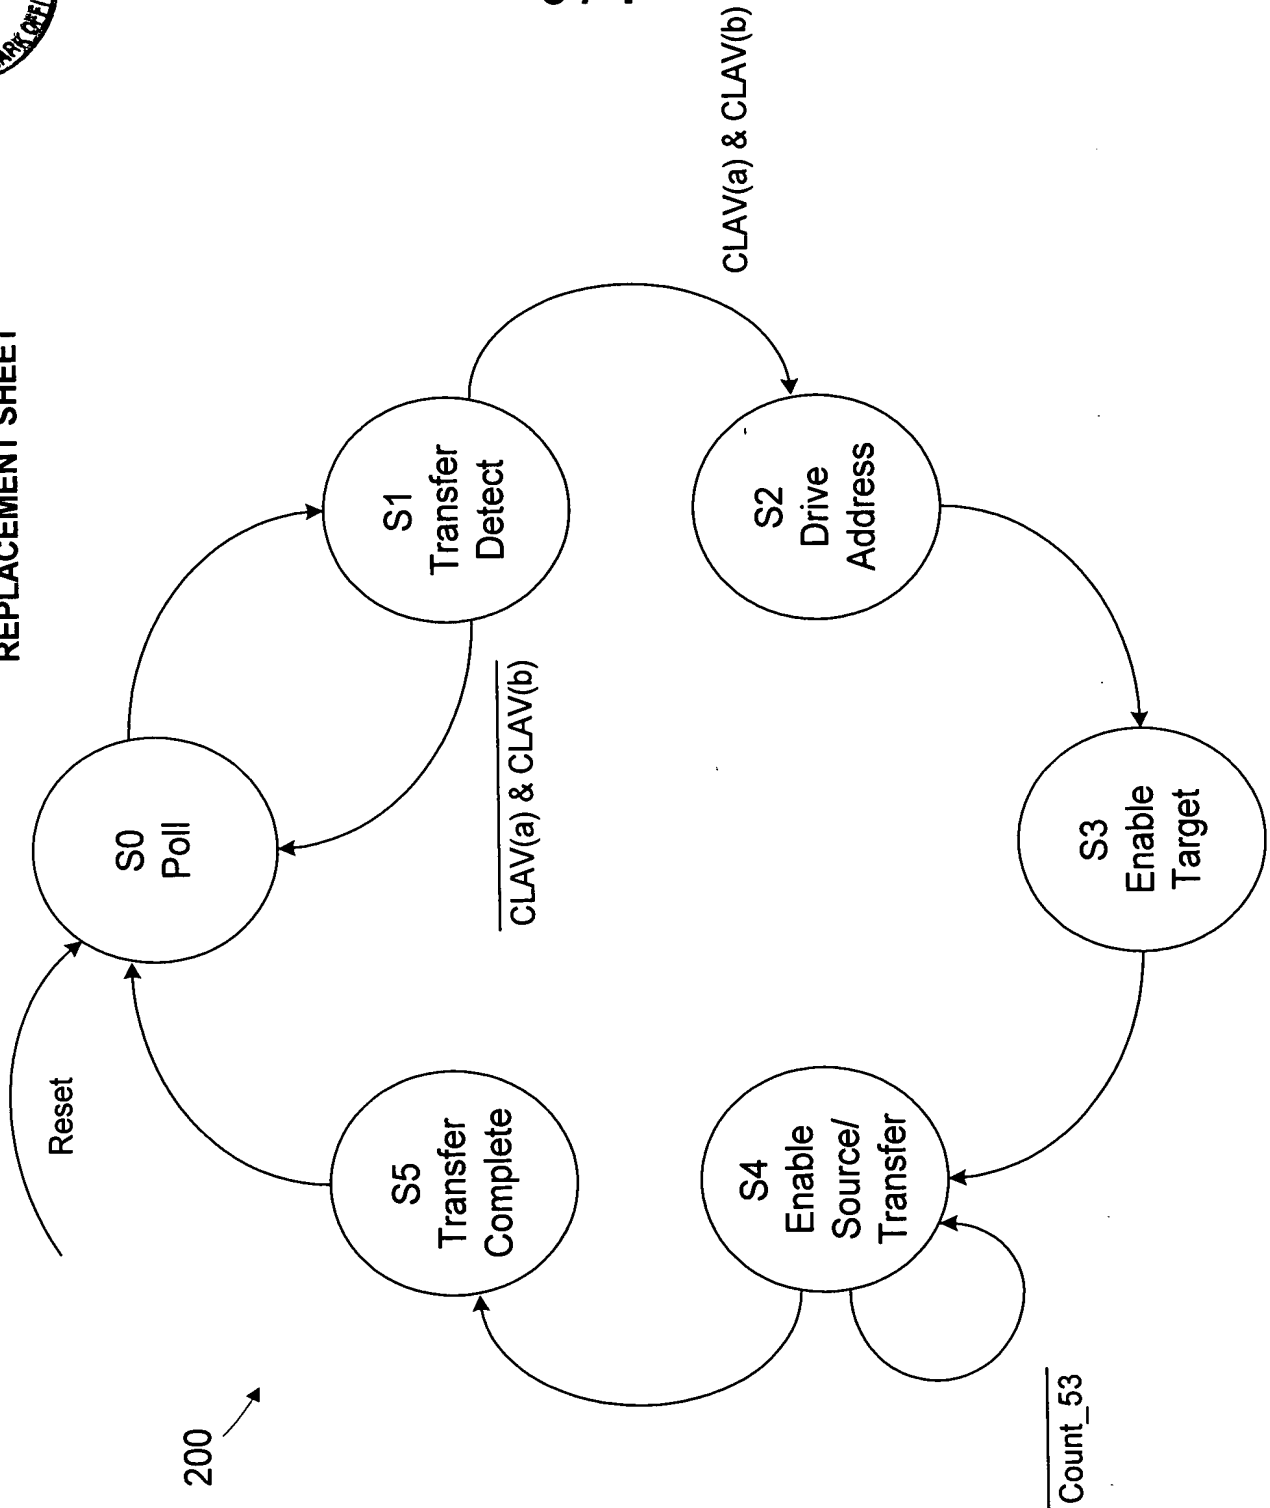 REPLACEMENT SHEET
200
Reset
S0
Poll
S1
Transfer
Detect
CLAV(a) & CLAV(b)
CLAV(a) & CLAV(b)
S2
Drive
Address
S3
Enable
Target
S4
Enable
Source/
Transfer
Count_53
S5
Transfer
Complete